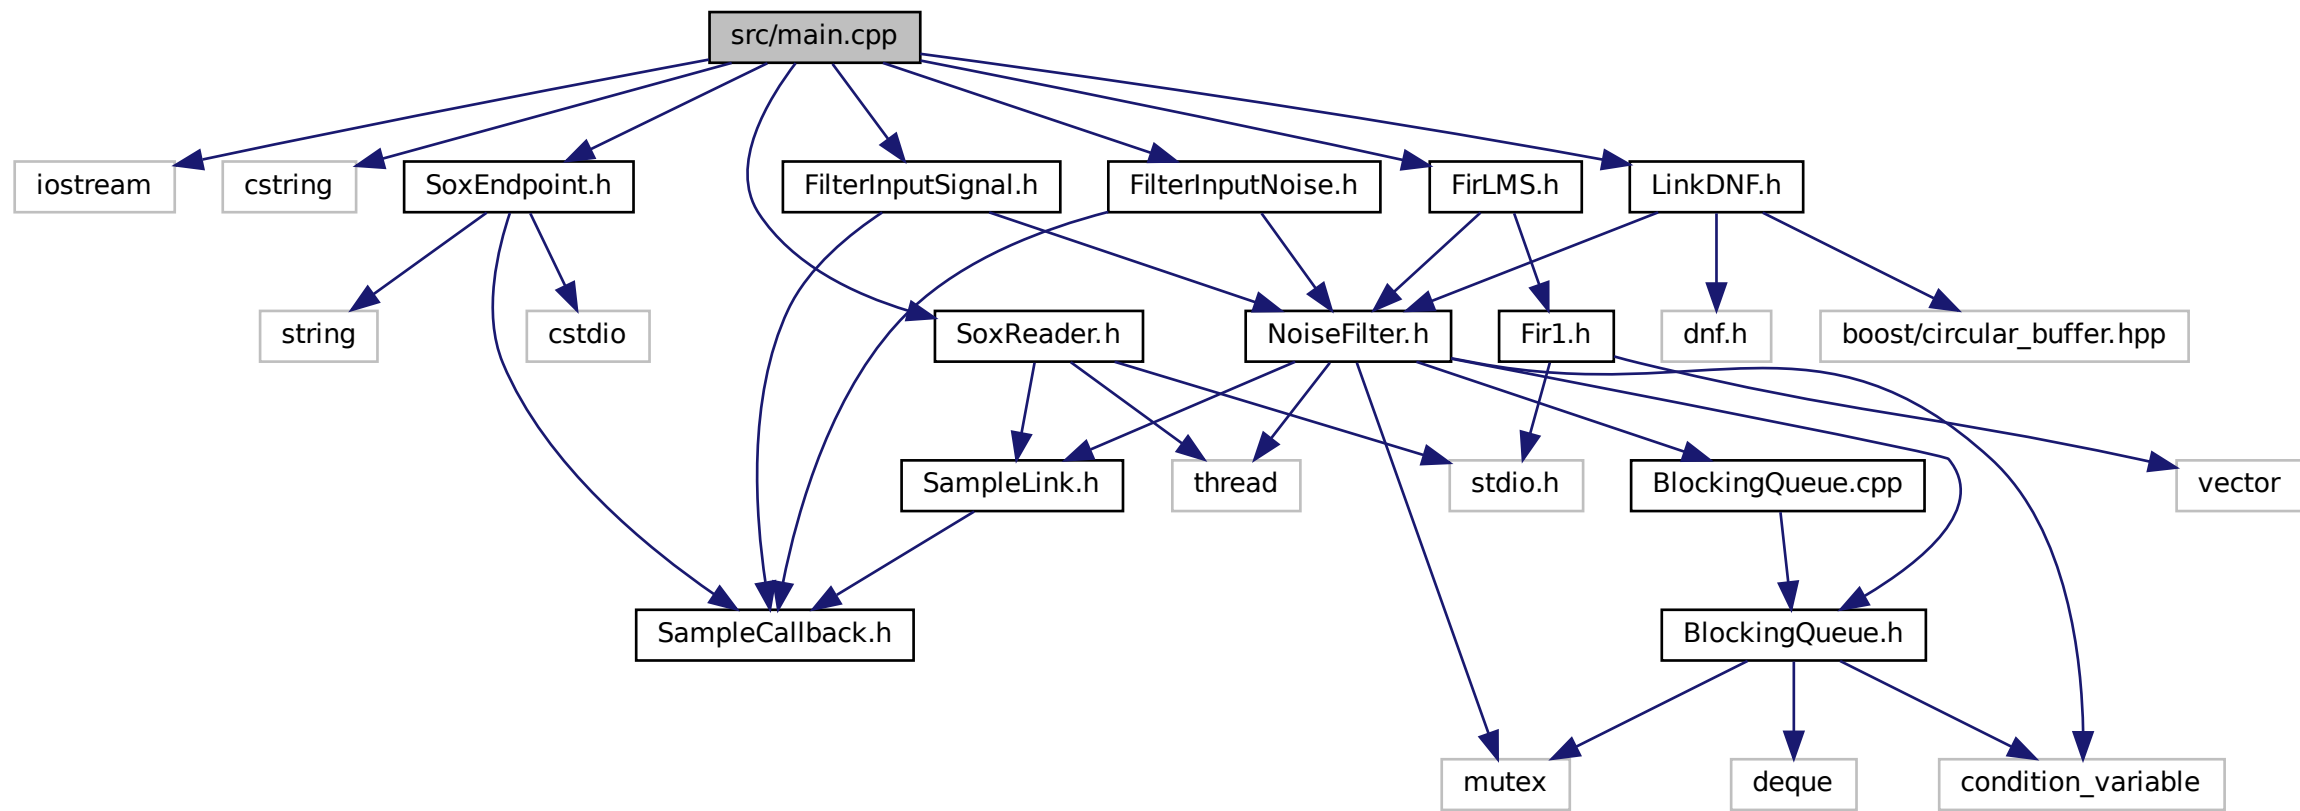 src/main.cpp
iostream
cstring
SoxEndpoint.h
FilterInputSignal.h
FilterInputNoise.h
FirLMS.h
LinkDNF.h
string
cstdio
SoxReader.h
NoiseFilter.h
Fir1.h
dnf.h
boost/circular_buffer.hpp
SampleLink.h
thread
stdio.h
BlockingQueue.cpp
vector
SampleCallback.h
BlockingQueue.h
mutex
deque
condition_variable